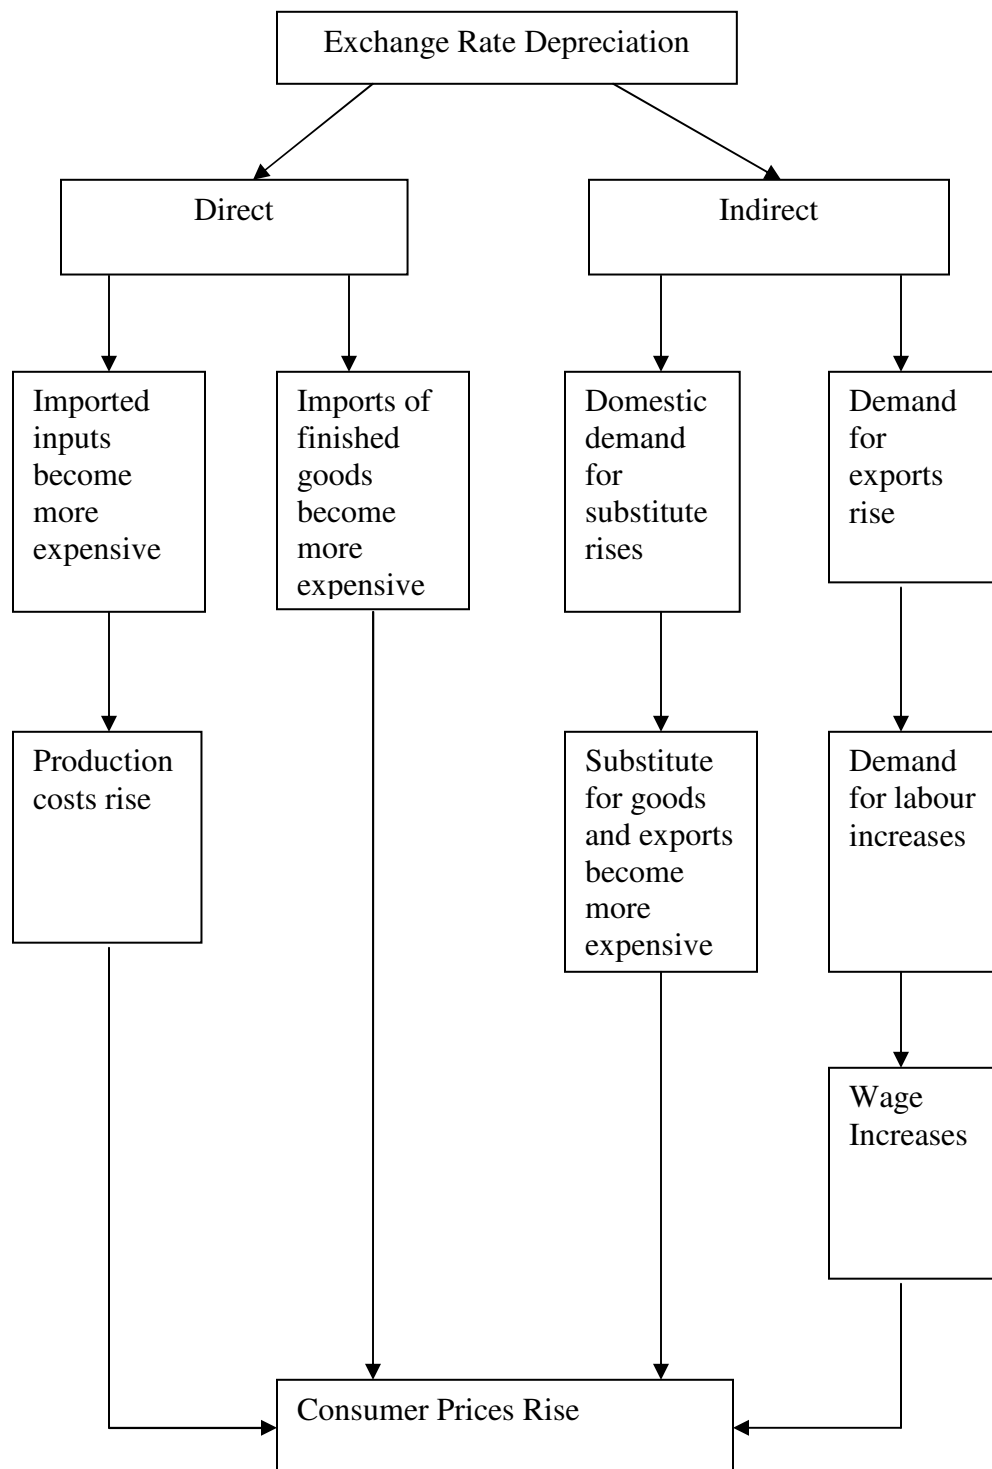 Exchange Rate Depreciation
Direct
Indirect
Imported
inputs
become
more
expensive
Imports of
finished
goods
become
more
expensive
Domestic
demand
for
substitute
rises
Demand
for
exports
rise
Production
costs rise
Substitute
for goods
and exports
become
more
expensive
Demand
for labour
increases
Wage
Increases
Consumer Prices Rise